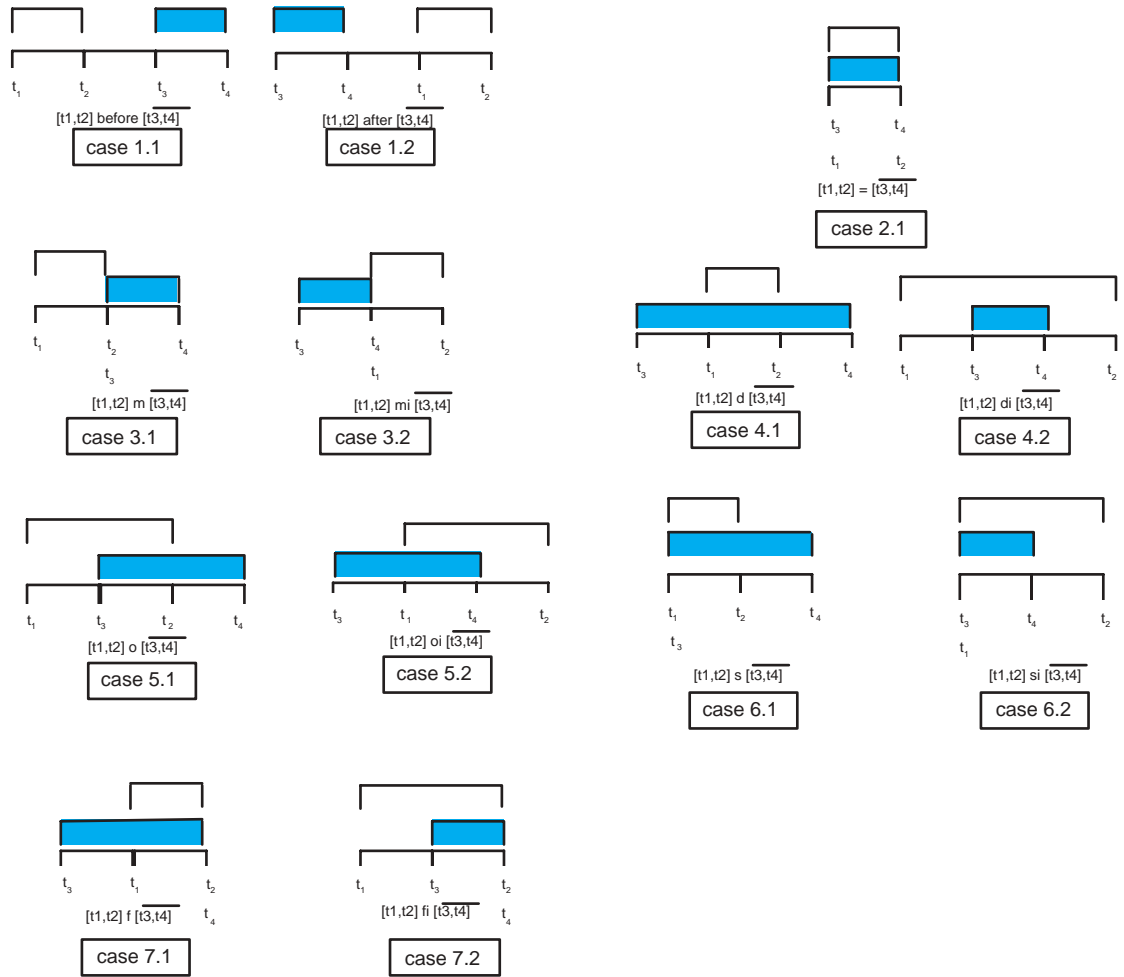 t1 t2 t3 t4
[t1,t2] before [t3,t4]
case 1.1
t3 t4 t1 t2
[t1,t2] after [t3,t4]
case 1.2
t3 t4
t1 t2
[t1,t2] = [t3,t4]
case 2.1
t1 t2 t4
t3
[t1,t2] m [t3,t4]
case 3.1
t3 t4 t2
t1
[t1,t2] mi [t3,t4]
case 3.2
t3 t1 t2 t4
[t1,t2] d [t3,t4]
case 4.1
t1 t3 t4 t2
[t1,t2] di [t3,t4]
case 4.2
t1 t3 t2 t4
[t1,t2] o [t3,t4]
case 5.1
t3 t1 t4 t2
[t1,t2] oi [t3,t4]
case 5.2
t1 t2 t4
t3
[t1,t2] s [t3,t4]
case 6.1
t3 t4 t2
t1
[t1,t2] si [t3,t4]
case 6.2
t3 t1 t2
t4
[t1,t2] f [t3,t4]
case 7.1
t1 t3 t2
t4
[t1,t2] fi [t3,t4]
case 7.2